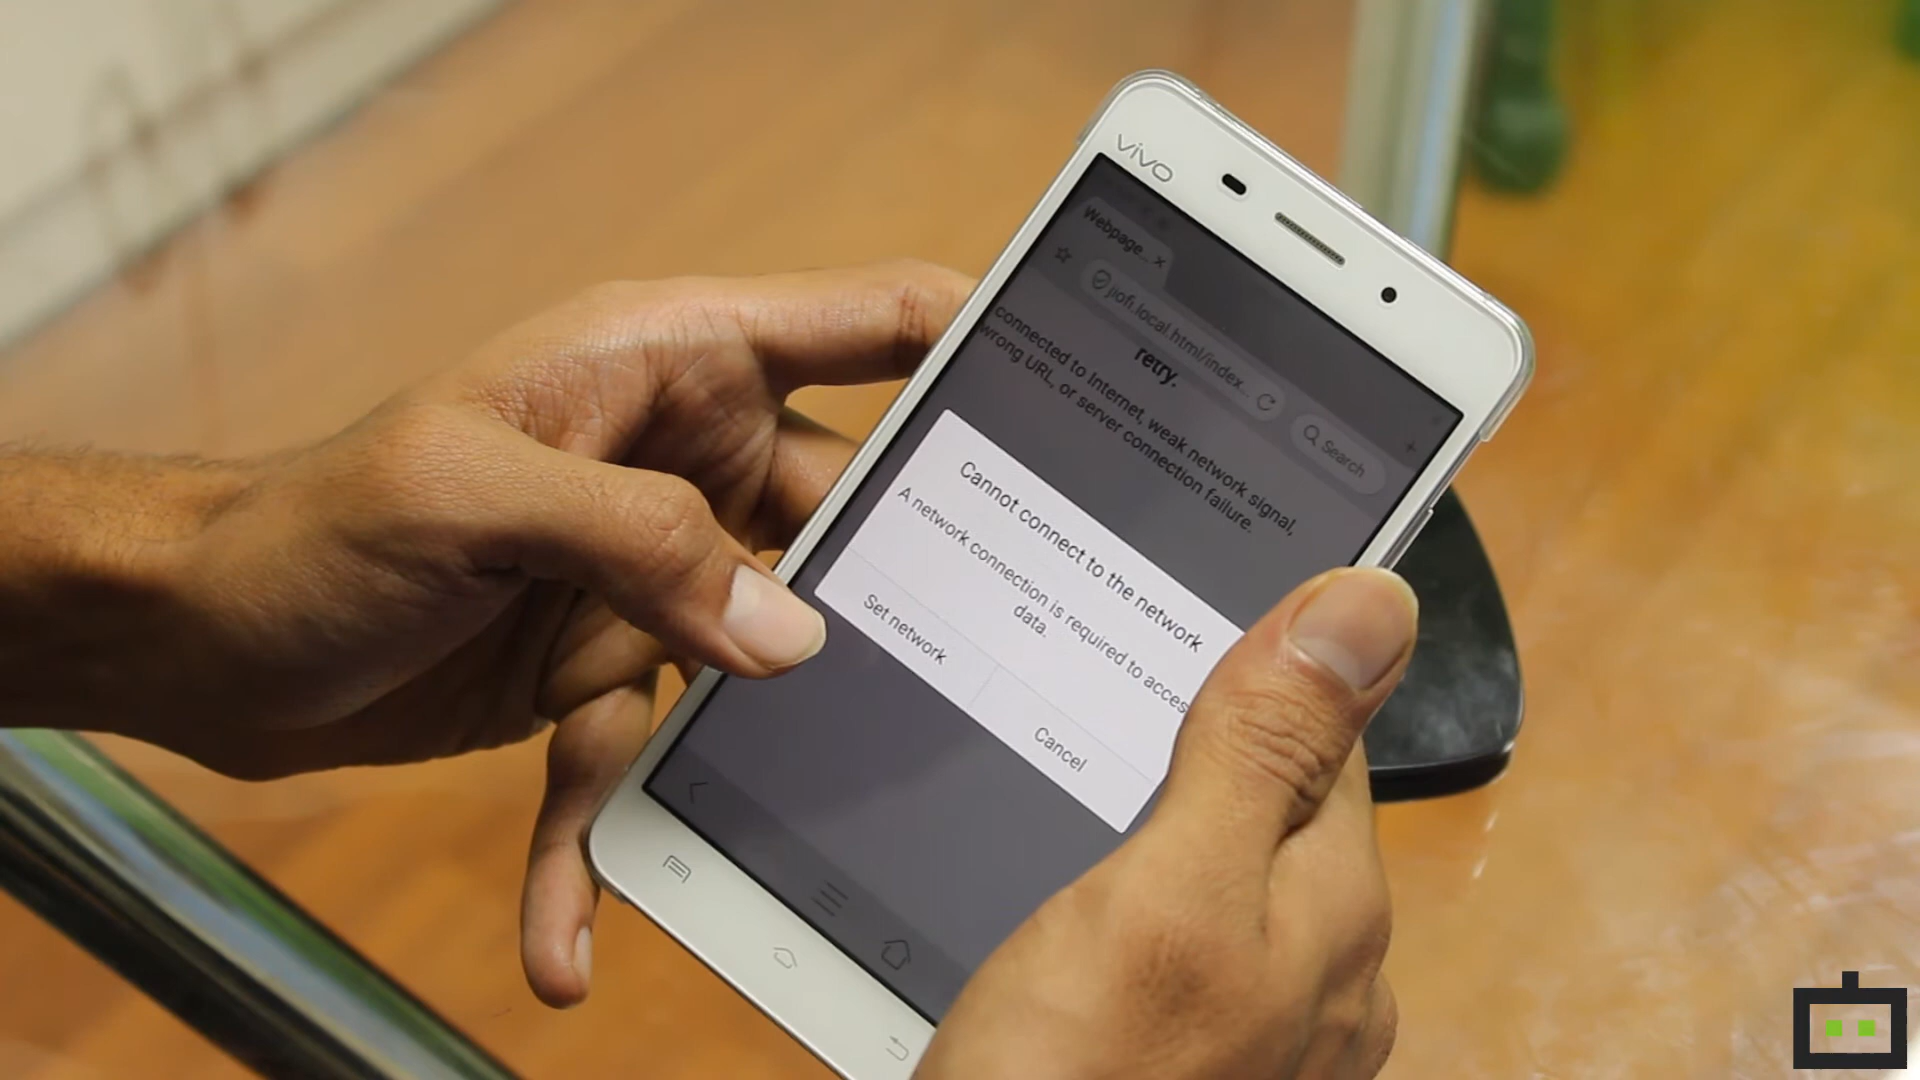 vivo
Webpage... ×
jiofi.local.html/index...
Search
retry.
connected to Internet, weak network signal,
wrong URL, or server connection failure.
Cannot connect to the network
A network connection is required to acces
data.
Set network
Cancel